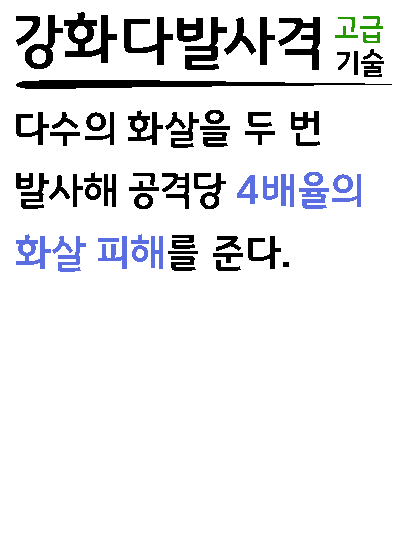 강화다발사격
고급
기술
다수의 화살을 두 번
발사해 공격당 4배율의
화살 피해를 준다.